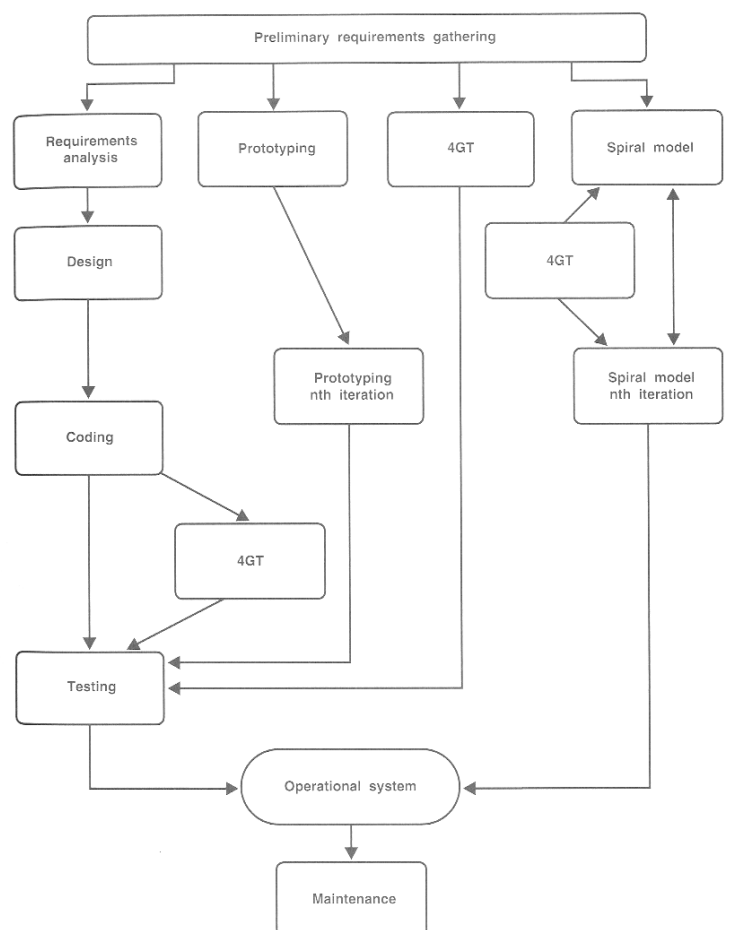 Preliminary requirements gathering
Requirements
analysis
Prototyping
4GT
Spiral model
Design
4GT
Prototyping
nth iteration
Spiral model
nth iteration
Coding
4GT
Testing
Operational system
Maintenance